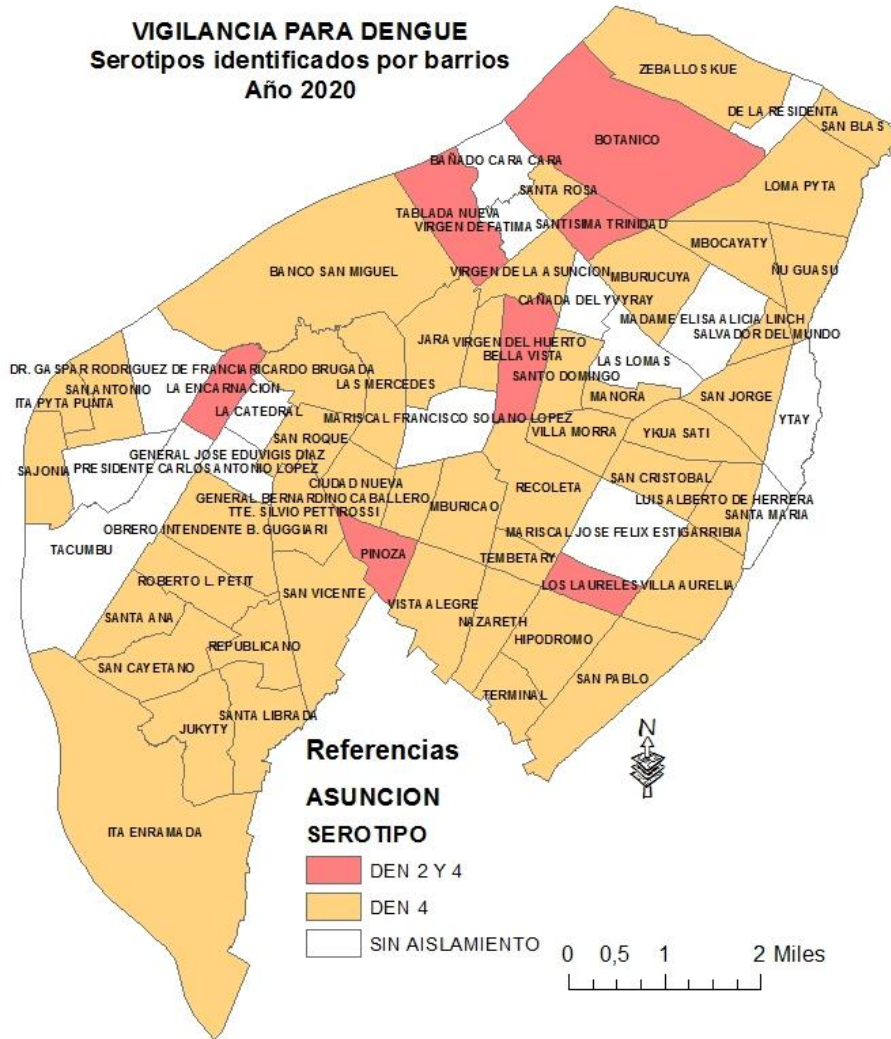 VIGILANCIA PARA DENGUE
Serotipos identificados por barrios
Año 2020
ZEBALLOS KUE
DE LA RESIDENTA
SAN BLAS
BOTANICO
BAÑADO CARA CARA
SANTA ROSA
LOMA PYTA
TABLADA NUEVA
VIRGEN DE FATIMA
SANTISIMA TRINIDAD
MBOCAYATY
BANCO SAN MIGUEL
VIRGEN DE LA ASUNCION
MBURUCUYA
ÑU GUASU
CAÑADA DEL YVYRAY
MADAME ELISA ALICIA LINCH
SALVADOR DEL MUNDO
JARA
VIRGEN DEL HUERTO
BELLA VISTA
LAS LOMAS
DR. GASPAR RODRIGUEZ DE FRANCIA
RICARDO BRUGADA
SAN ANTONIO
LA ENCARNACION
LAS MERCEDES
SANTO DOMINGO
MANORA
SAN JORGE
ITA PYTA PUNTA
LA CATEDRAL
MARISCAL FRANCISCO SOLANO LOPEZ
VILLA MORRA
YKUA SATI
YTAY
SAN ROQUE
GENERAL JOSE EDUVIGIS DIAZ
SAJONIA
PRESIDENTE CARLOS ANTONIO LOPEZ
CIUDAD NUEVA
RECOLETA
SAN CRISTOBAL
GENERAL BERNARDINO CABALLERO
LUIS ALBERTO DE HERRERA
TTE. SILVIO PETTIROSSI
MBURICAO
SANTA MARIA
OBRERO INTENDENTE B. GUGGIARI
MARISCAL JOSE FELIX ESTIGARRIBIA
TACUMBU
PINOZA
TEMBETARY
ROBERTO L. PETIT
LOS LAURELES
VILLA AURELIA
SAN VICENTE
VISTA ALEGRE
SANTA ANA
NAZARETH
REPUBLICANO
HIPODROMO
SAN CAYETANO
SAN PABLO
TERMINAL
SANTA LIBRADA
JUKYTY
ITA ENRAMADA
N
Referencias
ASUNCION
SEROTIPO
DEN 2 Y 4
DEN 4
SIN AISLAMIENTO
0 0,5 1 2 Miles